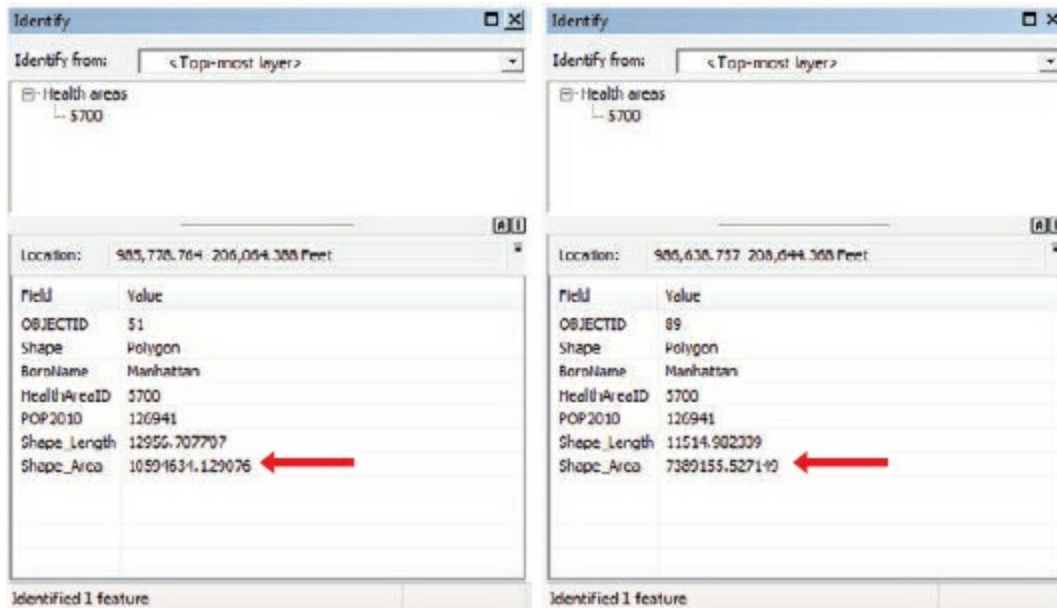 Identify
Identify from: <Top-most layer>
Health areas
5700
Location: 985,778.764 206,064.388 Feet
Field Value
OBJECTID 51
Shape Polygon
BoroName Manhattan
HealthAreaID 5700
POP2010 126941
Shape_Length 12956.707797
Shape_Area 10594634.129076
Identified 1 feature
Identify
Identify from: <Top-most layer>
Health areas
5700
Location: 986,638.757 208,644.368 Feet
Field Value
OBJECTID 89
Shape Polygon
BoroName Manhattan
HealthAreaID 5700
POP2010 126941
Shape_Length 11514.982339
Shape_Area 7389155.527149
Identified 1 feature